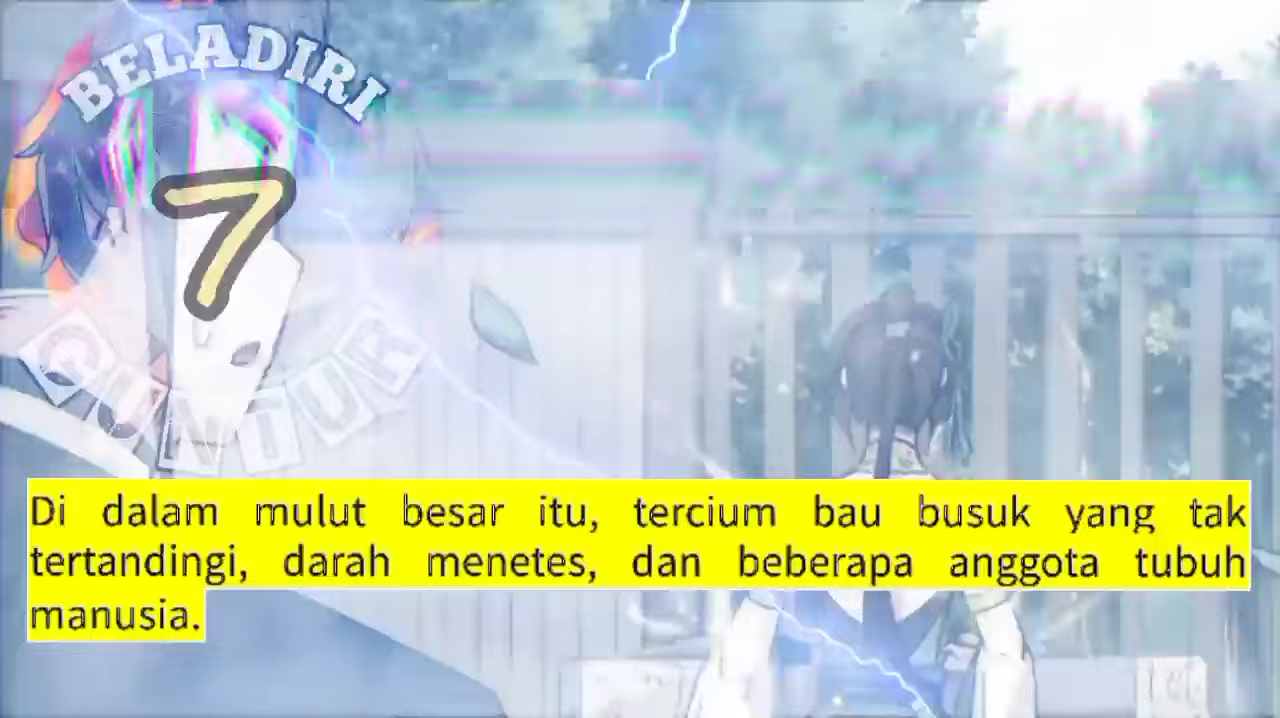 BELADIRI
7
GUNTUR
Di dalam mulut besar itu, tercium bau busuk yang tak
tertandingi, darah menetes, dan beberapa anggota tubuh
manusia.